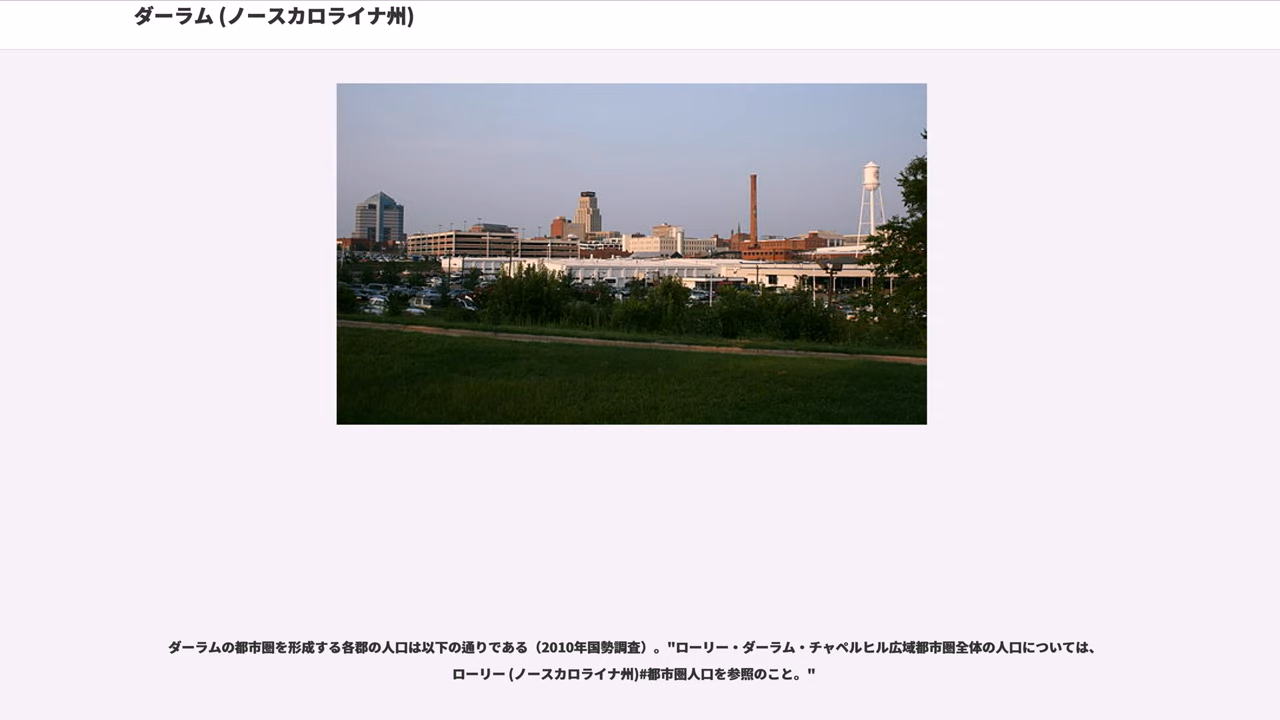 ダーラム (ノースカロライナ州)
ダーラムの都市圏を形成する各郡の人口は以下の通りである（2010年国勢調査）。"ローリー・ダーラム・チャペルヒル広域都市圏全体の人口については、
ローリー (ノースカロライナ州)#都市圏人口を参照のこと。"